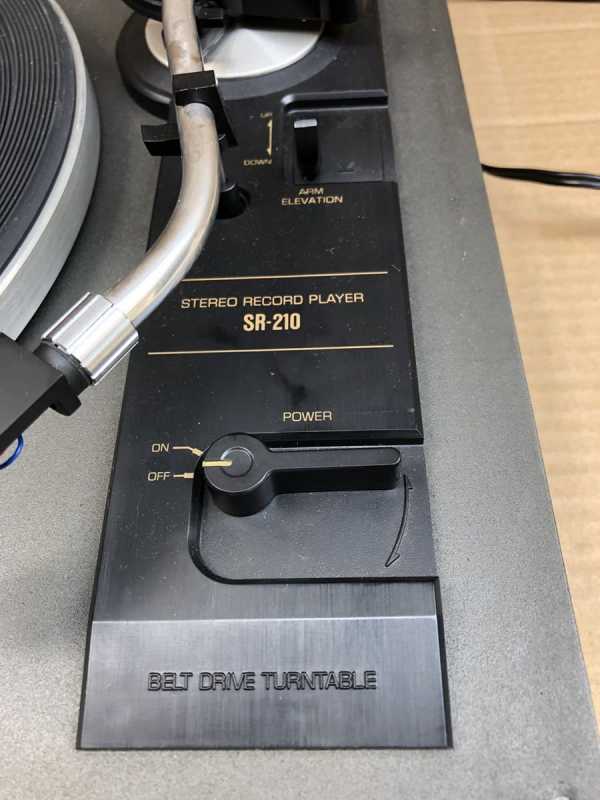 UP
DOWN
ARM
ELEVATION
STEREO RECORD PLAYER
SR-210
POWER
ON
OFF
BELT DRIVE TURNTABLE